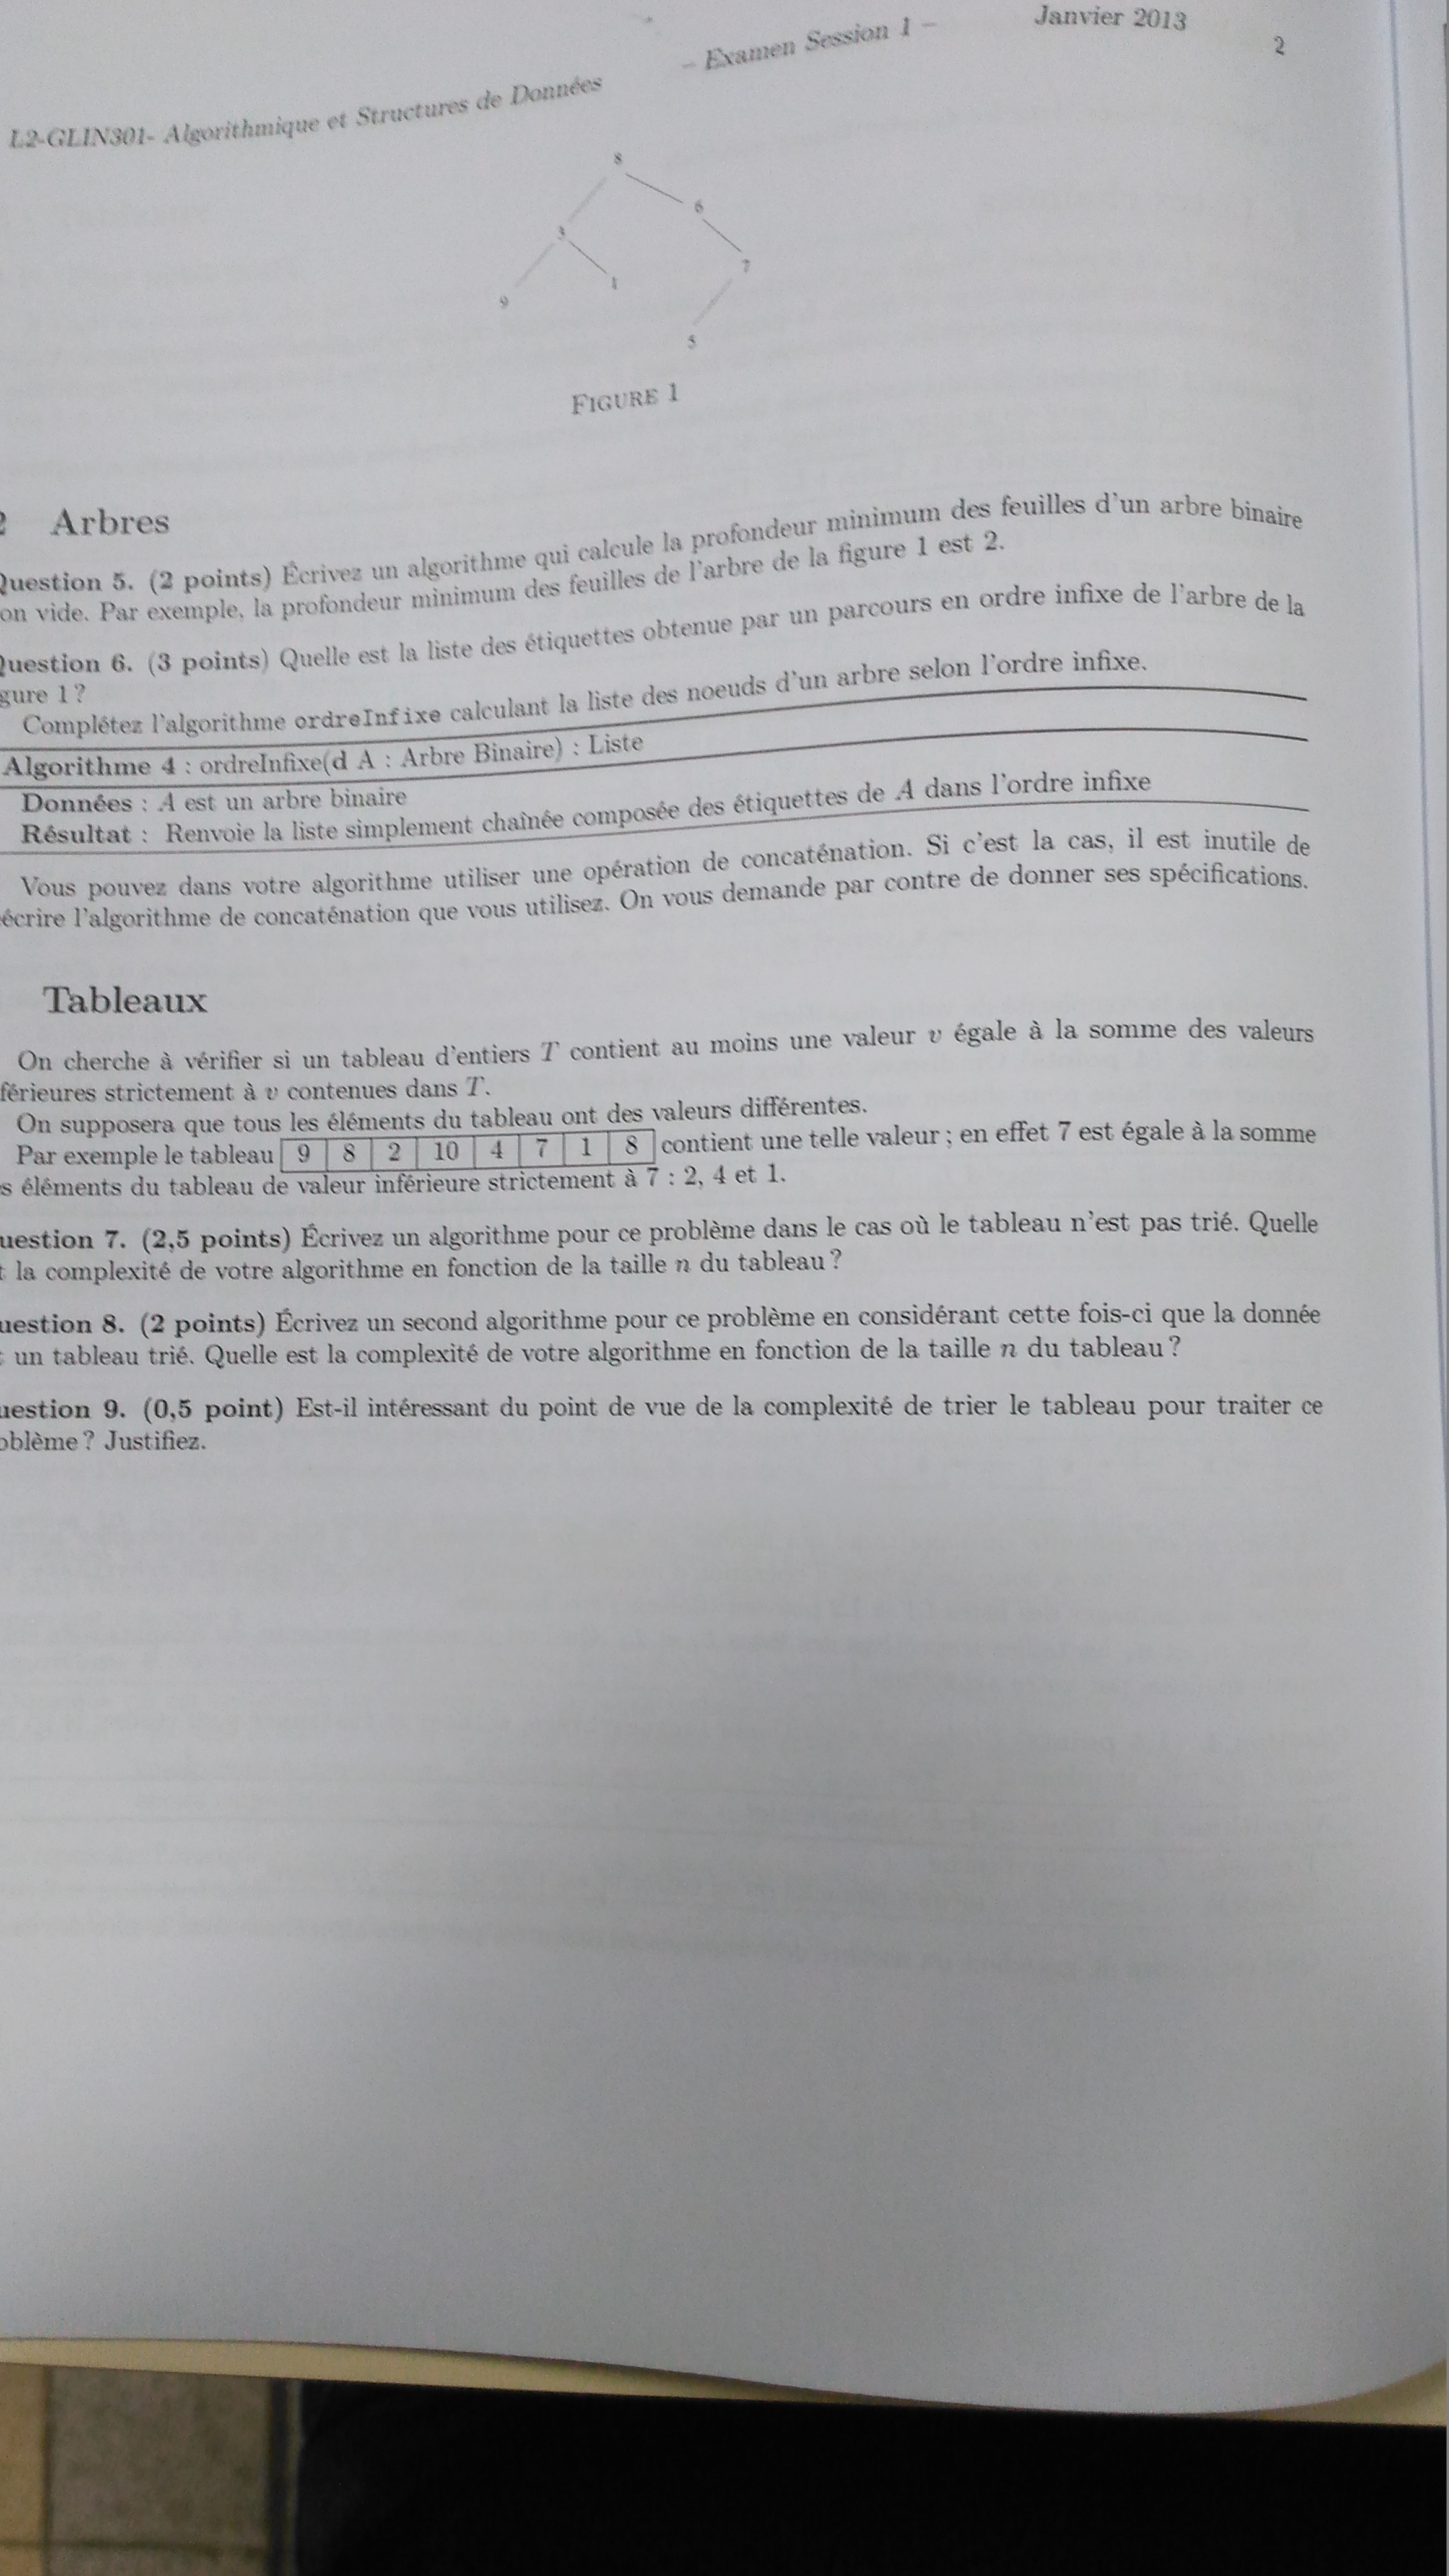 L2-GLIN301- Algorithmique et Structures de Données – Examen Session 1 – Janvier 2013 2
8
6
3
7
1
9
5
FIGURE 1
2 Arbres
Question 5. (2 points) Écrivez un algorithme qui calcule la profondeur minimum des feuilles d'un arbre binaire
on vide. Par exemple, la profondeur minimum des feuilles de l'arbre de la figure 1 est 2.
Question 6. (3 points) Quelle est la liste des étiquettes obtenue par un parcours en ordre infixe de l'arbre de la
gure 1 ?
Complétez l'algorithme ordreInfixe calculant la liste des noeuds d'un arbre selon l'ordre infixe.
Algorithme 4 : ordreInfixe(d A : Arbre Binaire) : Liste
Données : A est un arbre binaire
Résultat : Renvoie la liste simplement chaînée composée des étiquettes de A dans l'ordre infixe
Vous pouvez dans votre algorithme utiliser une opération de concaténation. Si c'est la cas, il est inutile de
écrire l'algorithme de concaténation que vous utilisez. On vous demande par contre de donner ses spécifications.
Tableaux
On cherche à vérifier si un tableau d'entiers T contient au moins une valeur v égale à la somme des valeurs
férieures strictement à v contenues dans T.
On supposera que tous les éléments du tableau ont des valeurs différentes.
Par exemple le tableau 9 8 2 10 4 7 1 8 contient une telle valeur ; en effet 7 est égale à la somme
s éléments du tableau de valeur inférieure strictement à 7 : 2, 4 et 1.
uestion 7. (2,5 points) Écrivez un algorithme pour ce problème dans le cas où le tableau n'est pas trié. Quelle
t la complexité de votre algorithme en fonction de la taille n du tableau ?
uestion 8. (2 points) Écrivez un second algorithme pour ce problème en considérant cette fois-ci que la donnée
t un tableau trié. Quelle est la complexité de votre algorithme en fonction de la taille n du tableau ?
uestion 9. (0,5 point) Est-il intéressant du point de vue de la complexité de trier le tableau pour traiter ce
oblème ? Justifiez.